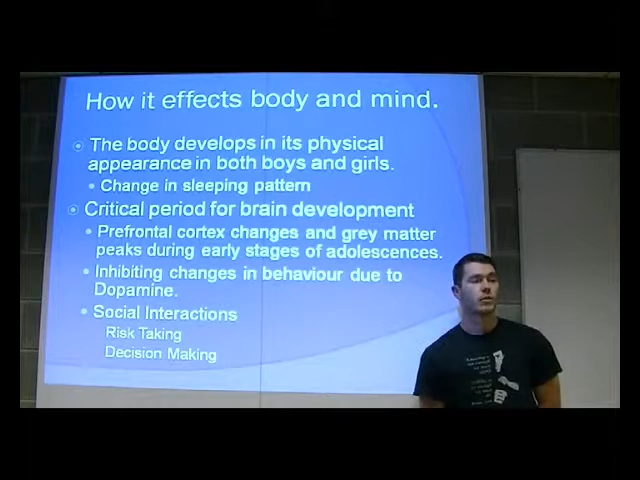 How it effects body and mind.
The body develops in its physical
appearance in both boys and girls.
Change in sleeping pattern
Critical period for brain development
Prefrontal cortex changes and grey matter
peaks during early stages of adolescences.
Inhibiting changes in behaviour due to
Dopamine.
Social Interactions
Risk Taking
Decision Making